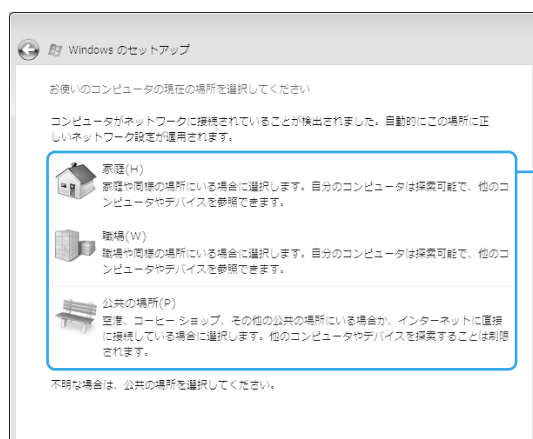 Windows のセットアップ
お使いのコンピュータの現在の場所を選択してください
コンピュータがネットワークに接続されていることが検出されました。自動的にこの場所に正
しいネットワーク設定が適用されます。
家庭(H)
家庭や同様の場所にいる場合に選択します。自分のコンピュータは探索可能で、他のコ
ンピュータやデバイスを参照できます。
職場(W)
職場や同様の場所にいる場合に選択します。自分のコンピュータは探索可能で、他のコ
ンピュータやデバイスを参照できます。
公共の場所(P)
空港、コーヒー ショップ、その他の公共の場所にいる場合か、インターネットに直接
に接続している場合に選択します。他のコンピュータやデバイスを探索することは制限
されます。
不明な場合は、公共の場所を選択してください。